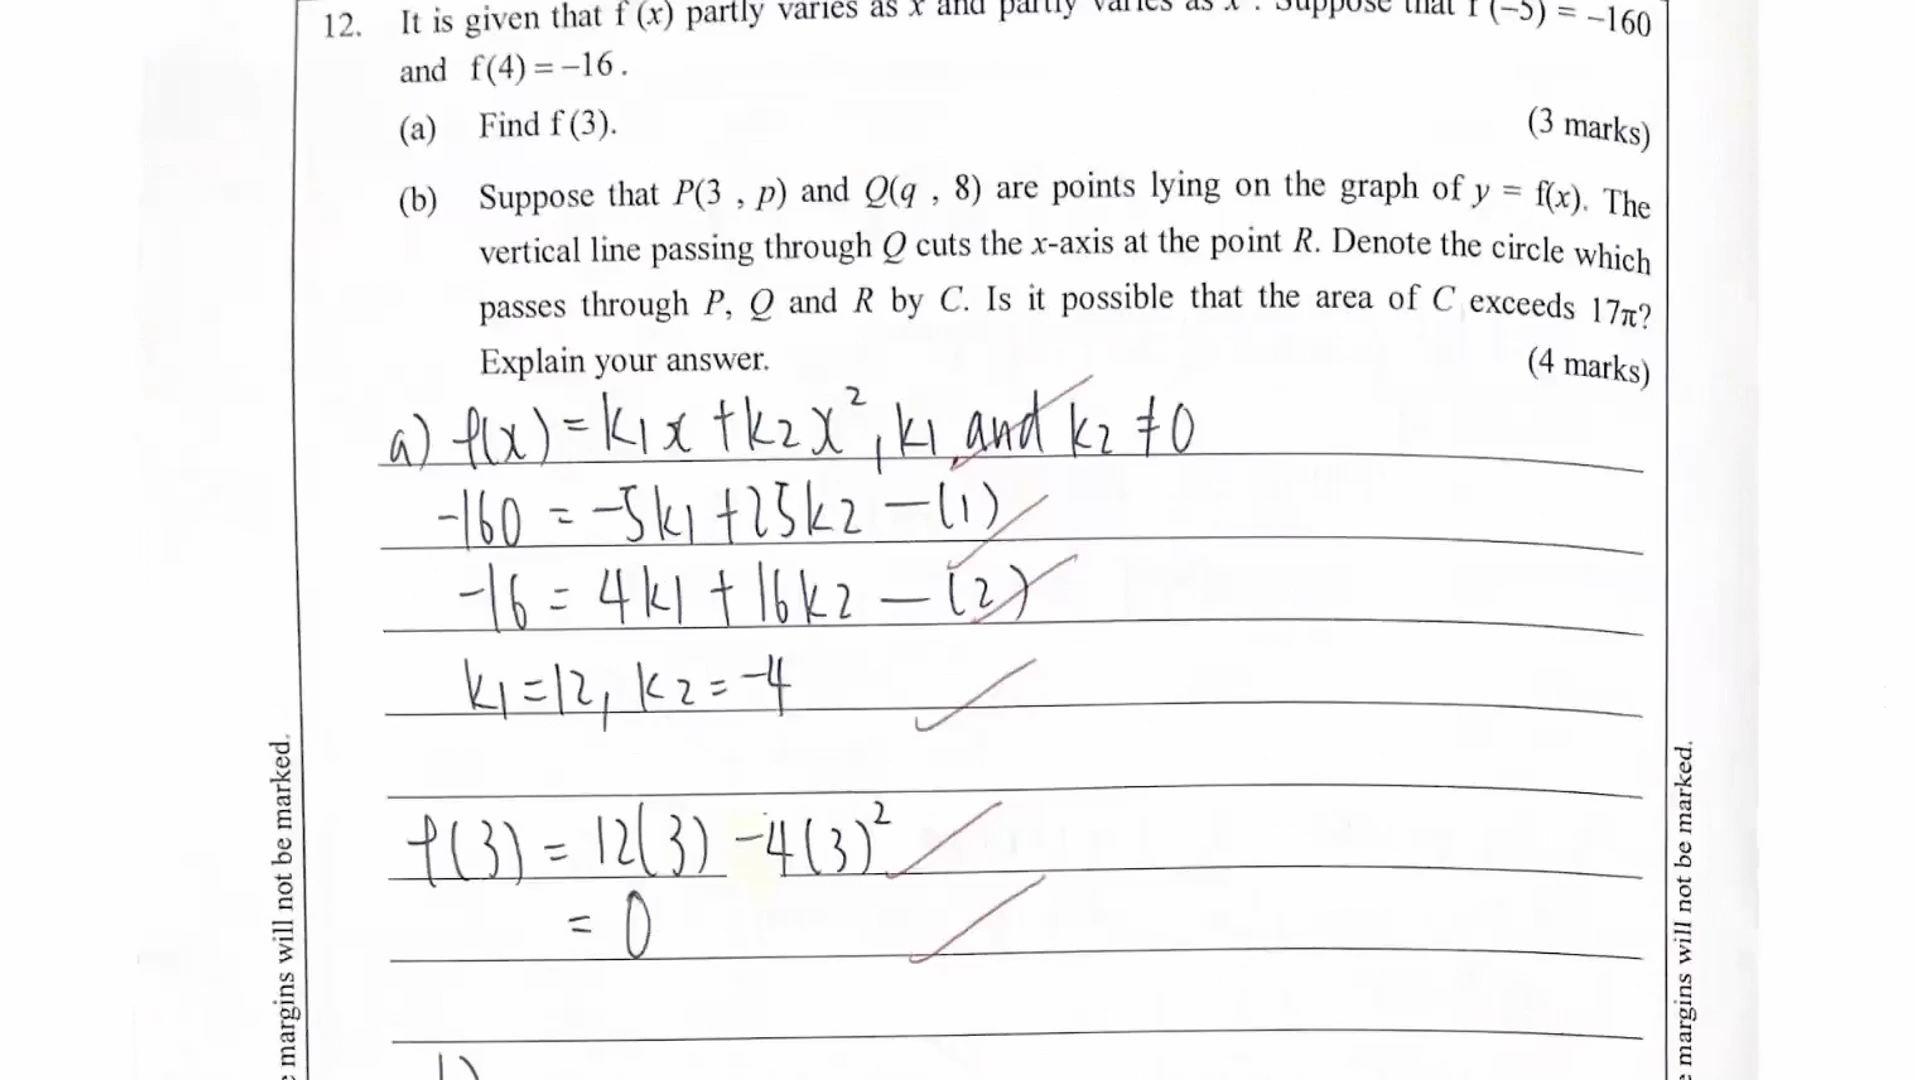 12. It is given that f (x) partly varies as x and partly varies as x . Suppose that f (−5) = −160
and f(4) = −16 .
(a) Find f (3). (3 marks)
(b) Suppose that P(3 , p) and Q(q , 8) are points lying on the graph of y = f(x). The
vertical line passing through Q cuts the x-axis at the point R. Denote the circle which
passes through P, Q and R by C. Is it possible that the area of C exceeds 17π?
Explain your answer. (4 marks)
a) f(x) = k1x + k2x², k1 and k2 ≠ 0
-160 = -5k1 + 25k2 — (1)
-16 = 4k1 + 16k2 — (2)
k1 = 12, k2 = -4
f(3) = 12(3) - 4(3)²
= 0
margins will not be marked.
margins will not be marked.